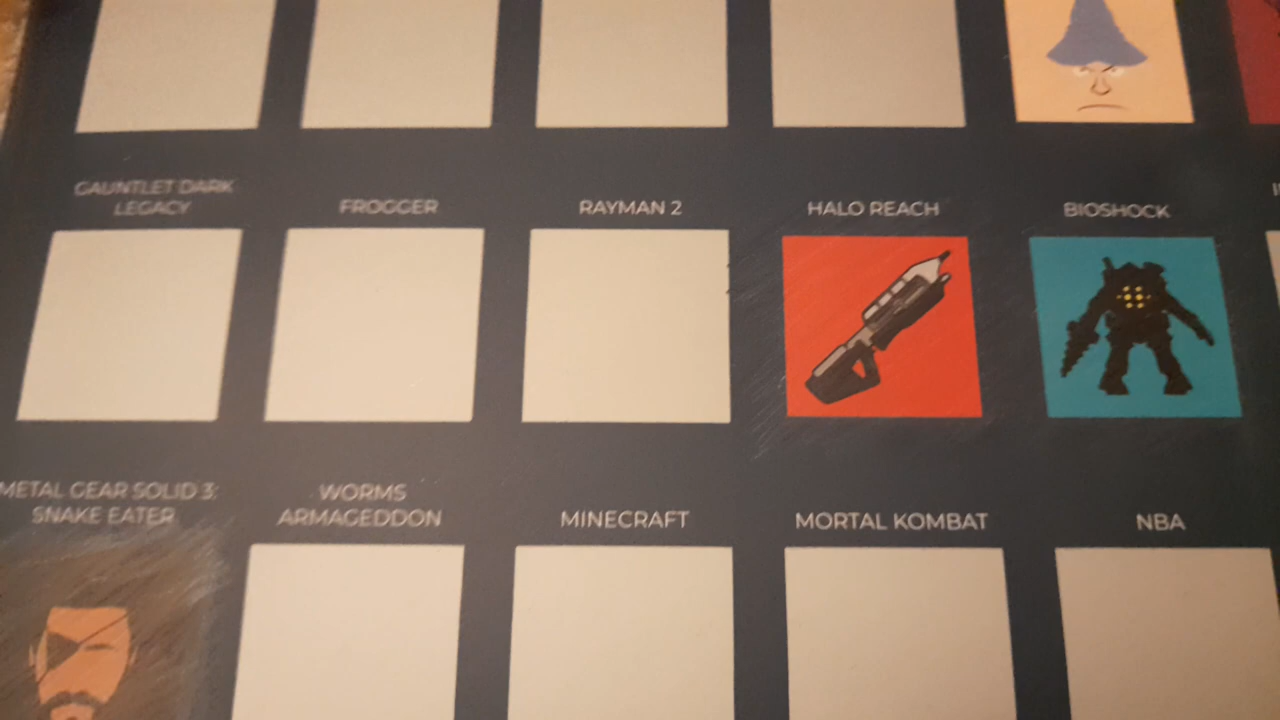 GAUNTLET DARK
LEGACY
FROGGER
RAYMAN 2
HALO REACH
BIOSHOCK
METAL GEAR SOLID 3:
SNAKE EATER
WORMS
ARMAGEDDON
MINECRAFT
MORTAL KOMBAT
NBA